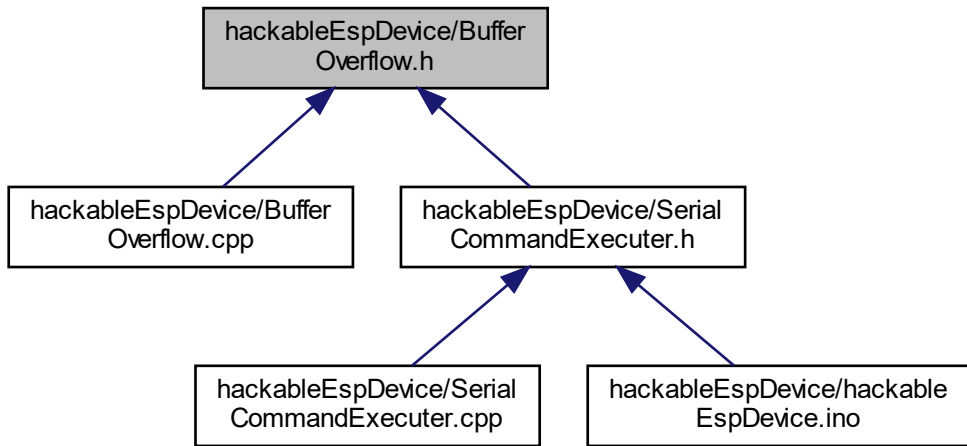 hackableEspDevice/Buffer
Overflow.h
hackableEspDevice/Buffer
Overflow.cpp
hackableEspDevice/Serial
CommandExecuter.h
hackableEspDevice/Serial
CommandExecuter.cpp
hackableEspDevice/hackable
EspDevice.ino